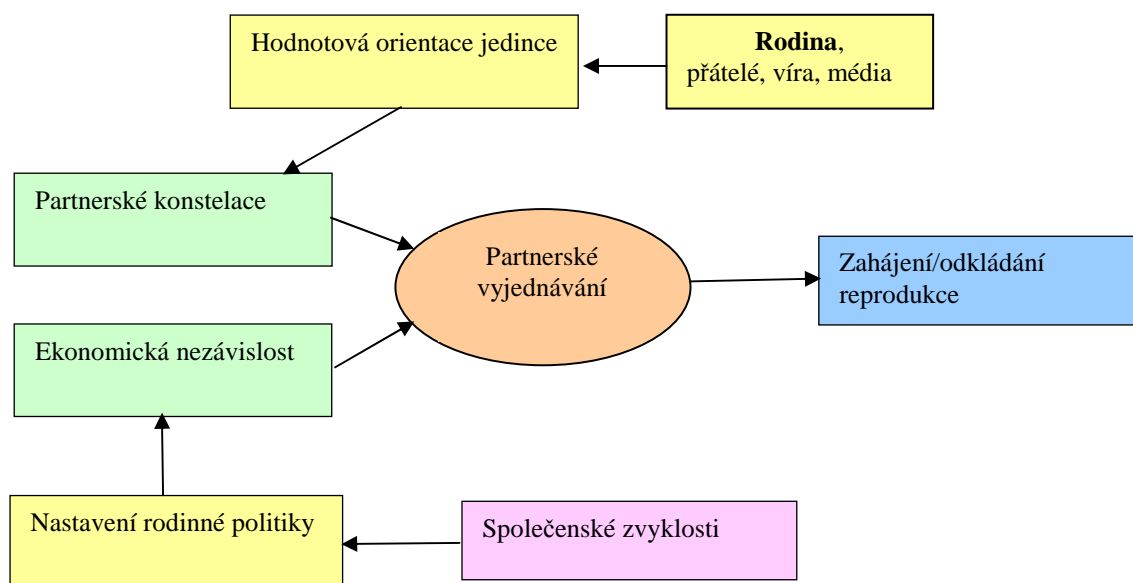 Hodnotová orientace jedince
Rodina,
přátelé, víra, média
Partnerské konstelace
Partnerské
vyjednávání
Zahájení/odkládání
reprodukce
Ekonomická nezávislost
Nastavení rodinné politiky
Společenské zvyklosti